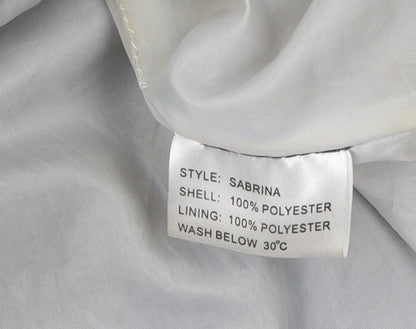 STYLE: SABRINA
SHELL: 100% POLYESTER
LINING: 100% POLYESTER
WASH BELOW 30°C